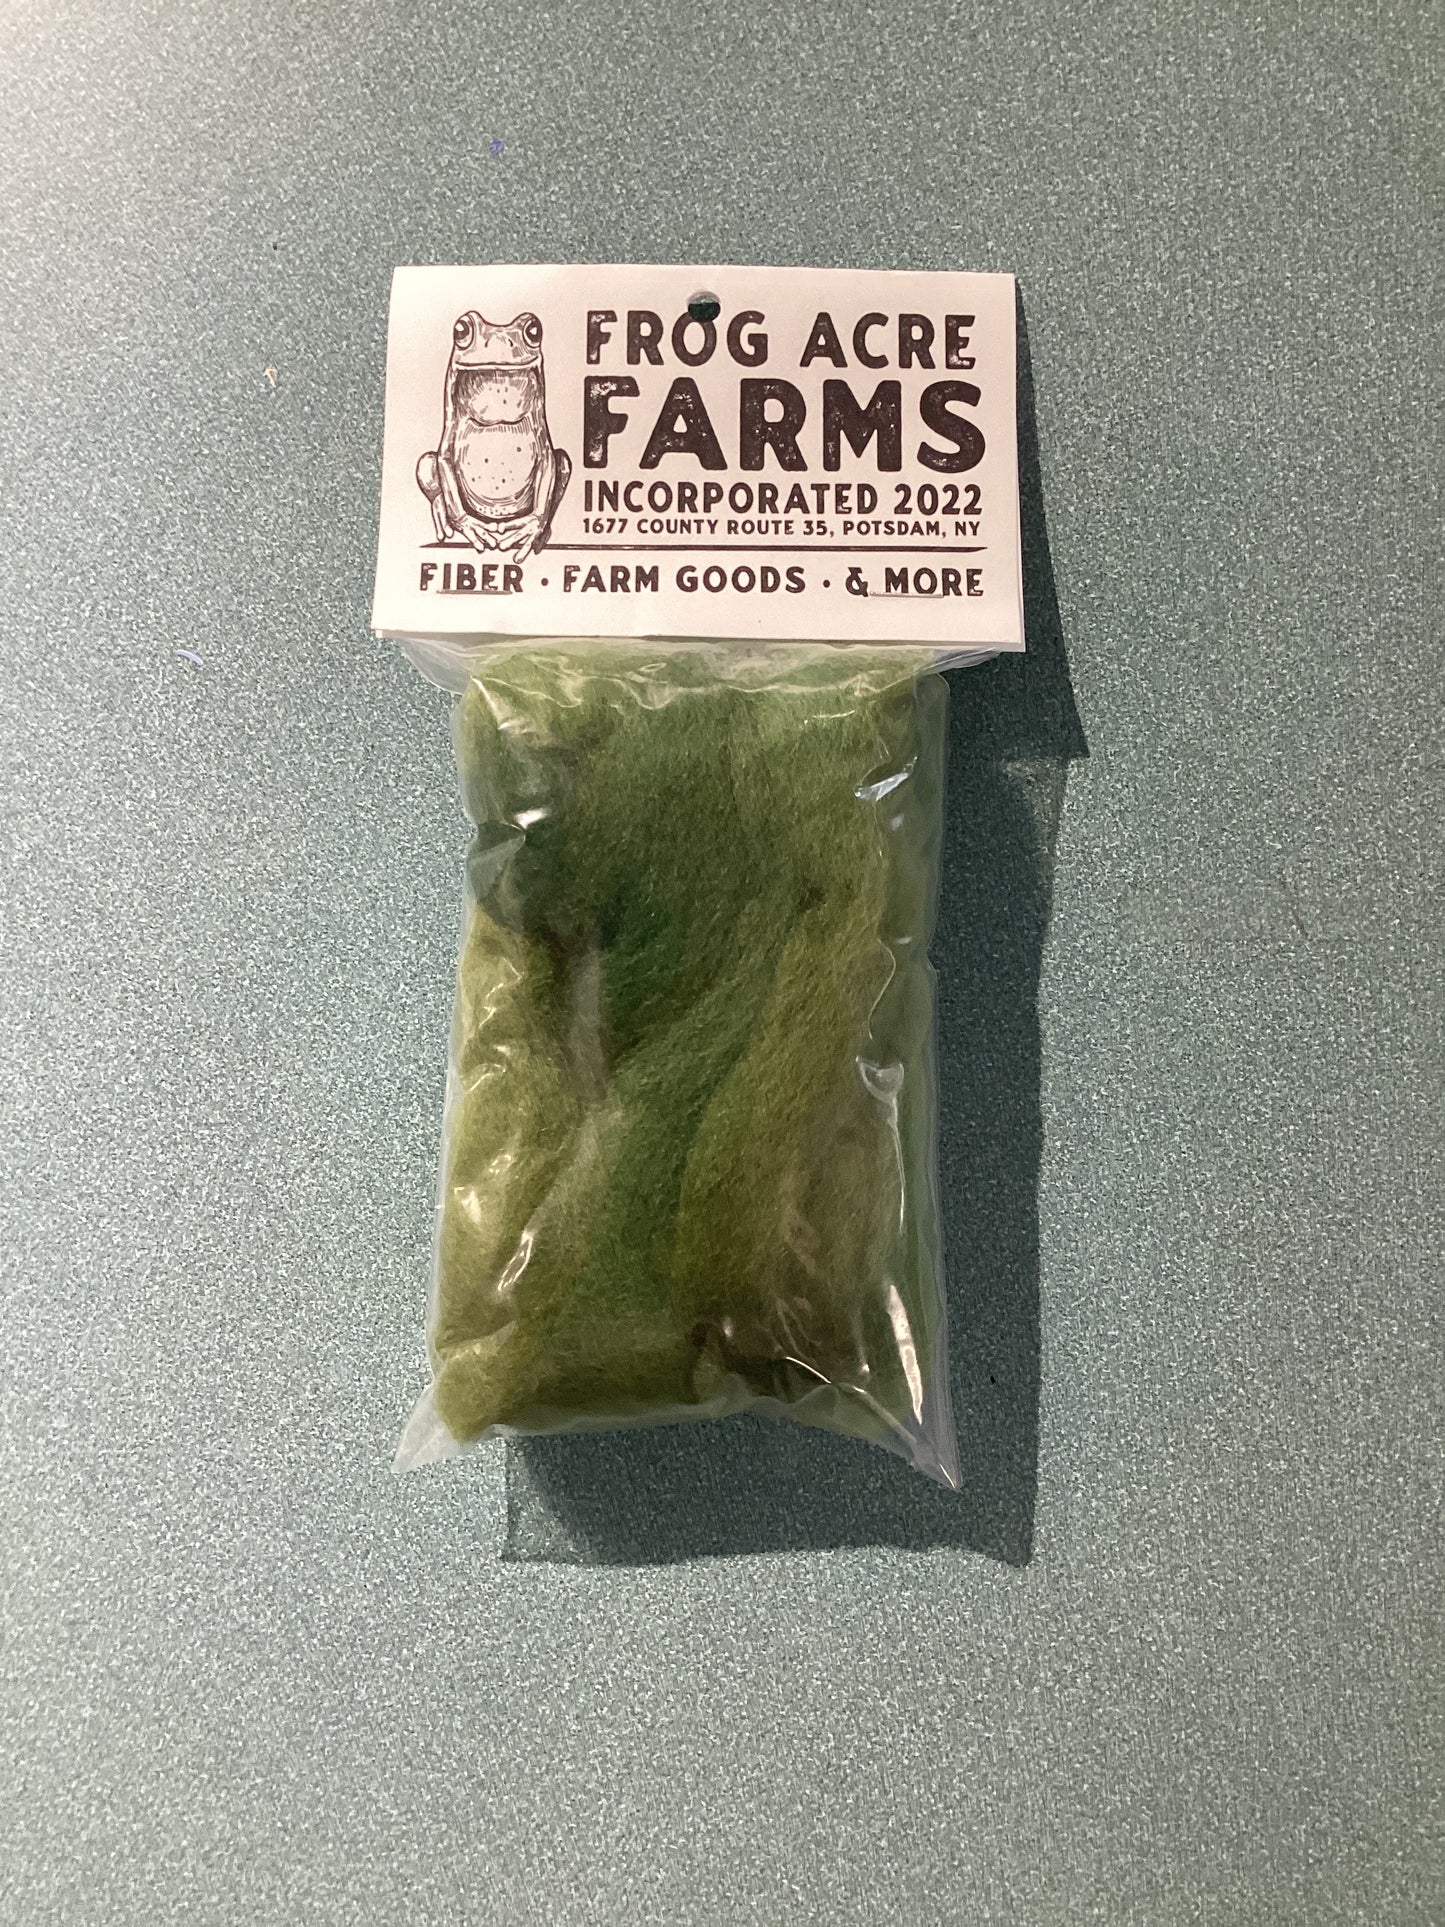 FROG ACRE
FARMS
INCORPORATED 2022
1677 COUNTY ROUTE 35, POTSDAM, NY
FIBER · FARM GOODS · & MORE